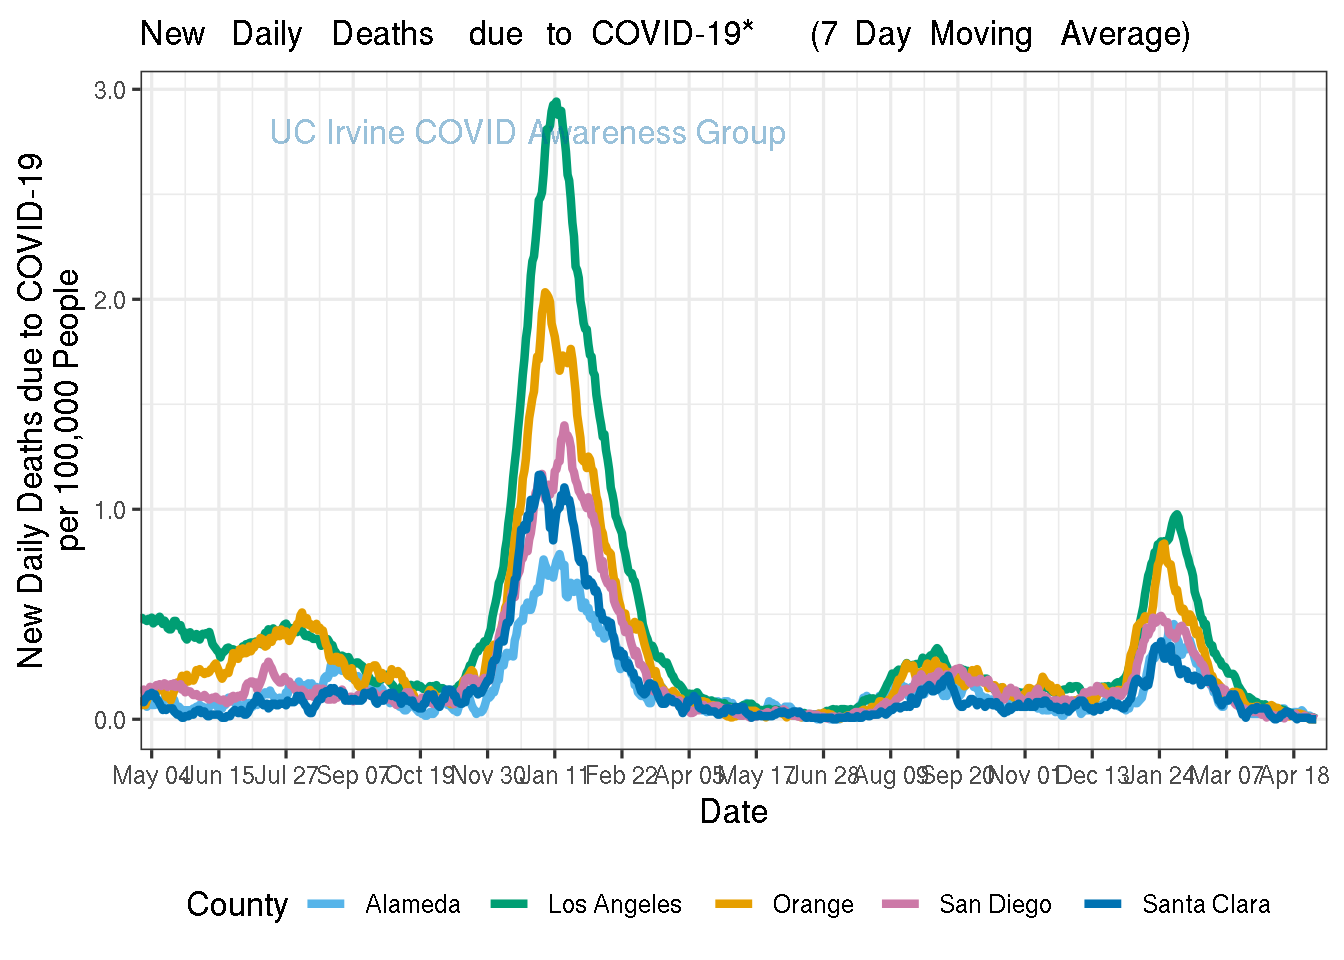 New Daily Deaths due to COVID-19* (7 Day Moving Average)
UC Irvine COVID Awareness Group
New Daily Deaths due to COVID-19
per 100,000 People
3.0
2.0
1.0
0.0
May 04 Jun 15 Jul 27 Sep 07 Oct 19 Nov 30 Jan 11 Feb 22 Apr 05 May 17 Jun 28 Aug 09 Sep 20 Nov 01 Dec 13 Jan 24 Mar 07 Apr 18
Date
County Alameda Los Angeles Orange San Diego Santa Clara